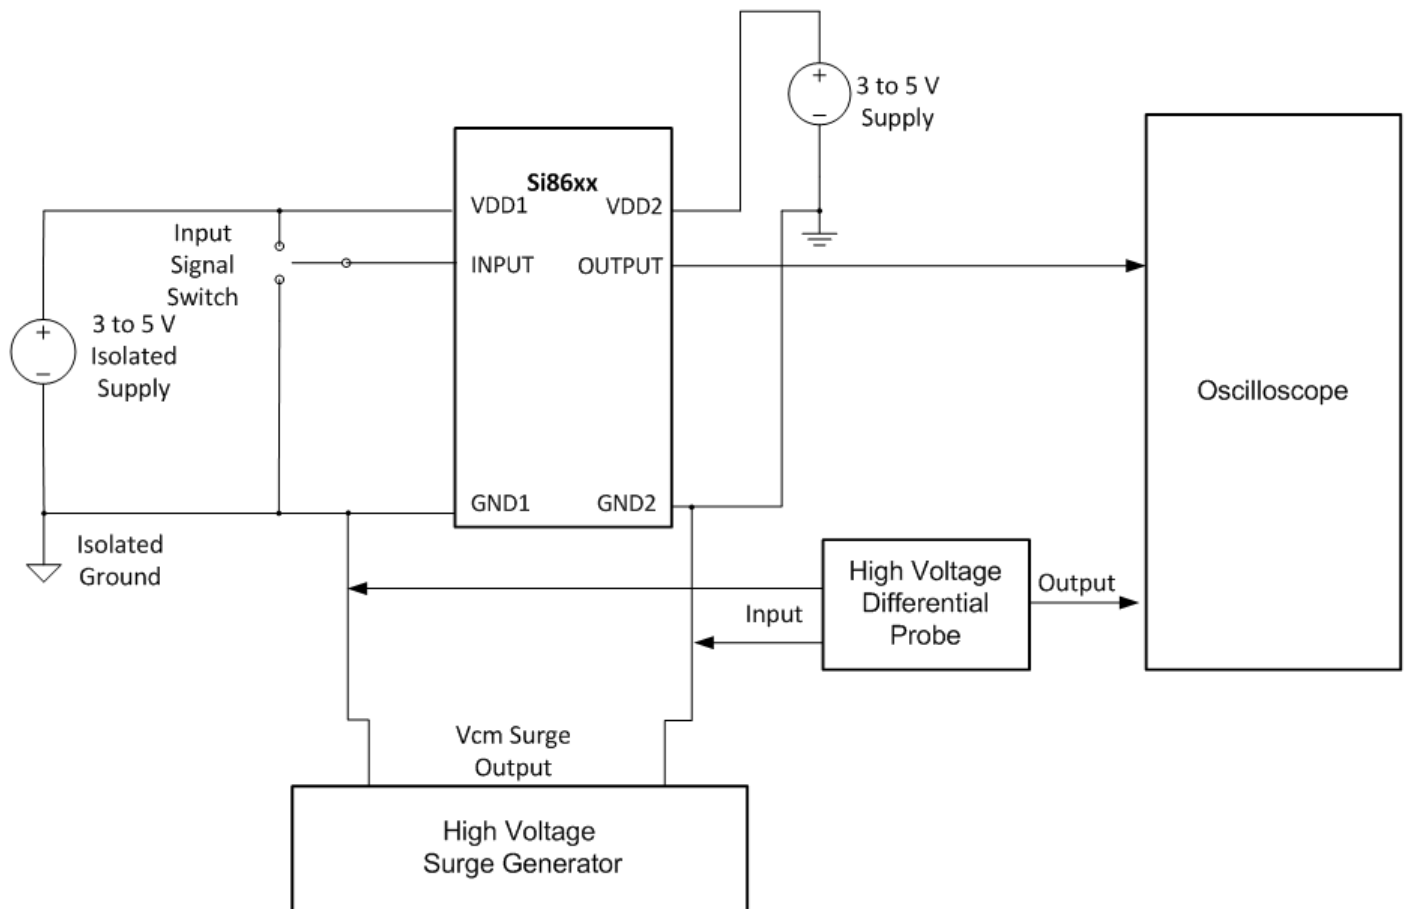 +
3 to 5 V
Supply
−
Si86xx
VDD1
VDD2
Input
Signal
Switch
INPUT
OUTPUT
+
3 to 5 V
Isolated
Supply
−
Oscilloscope
GND1
GND2
Isolated
Ground
High Voltage
Differential
Probe
Input
Output
Vcm Surge
Output
High Voltage
Surge Generator